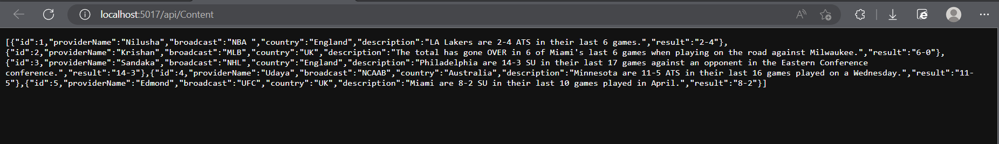 localhost:5017/api/Content
[{"id":1,"providerName":"Nilusha","broadcast":"NBA ","country":"England","description":"LA Lakers are 2-4 ATS in their last 6 games.","result":"2-4"},
{"id":2,"providerName":"Krishan","broadcast":"MLB","country":"UK","description":"The total has gone OVER in 6 of Miami's last 6 games when playing on the road against Milwaukee.","result":"6-0"},
{"id":3,"providerName":"Sandaka","broadcast":"NHL","country":"England","description":"Philadelphia are 14-3 SU in their last 17 games against an opponent in the Eastern Conference
conference.","result":"14-3"},{"id":4,"providerName":"Udaya","broadcast":"NCAAB","country":"Australia","description":"Minnesota are 11-5 ATS in their last 16 games played on a Wednesday.","result":"11-
5"},{"id":5,"providerName":"Edmond","broadcast":"UFC","country":"UK","description":"Miami are 8-2 SU in their last 10 games played in April.","result":"8-2"}]